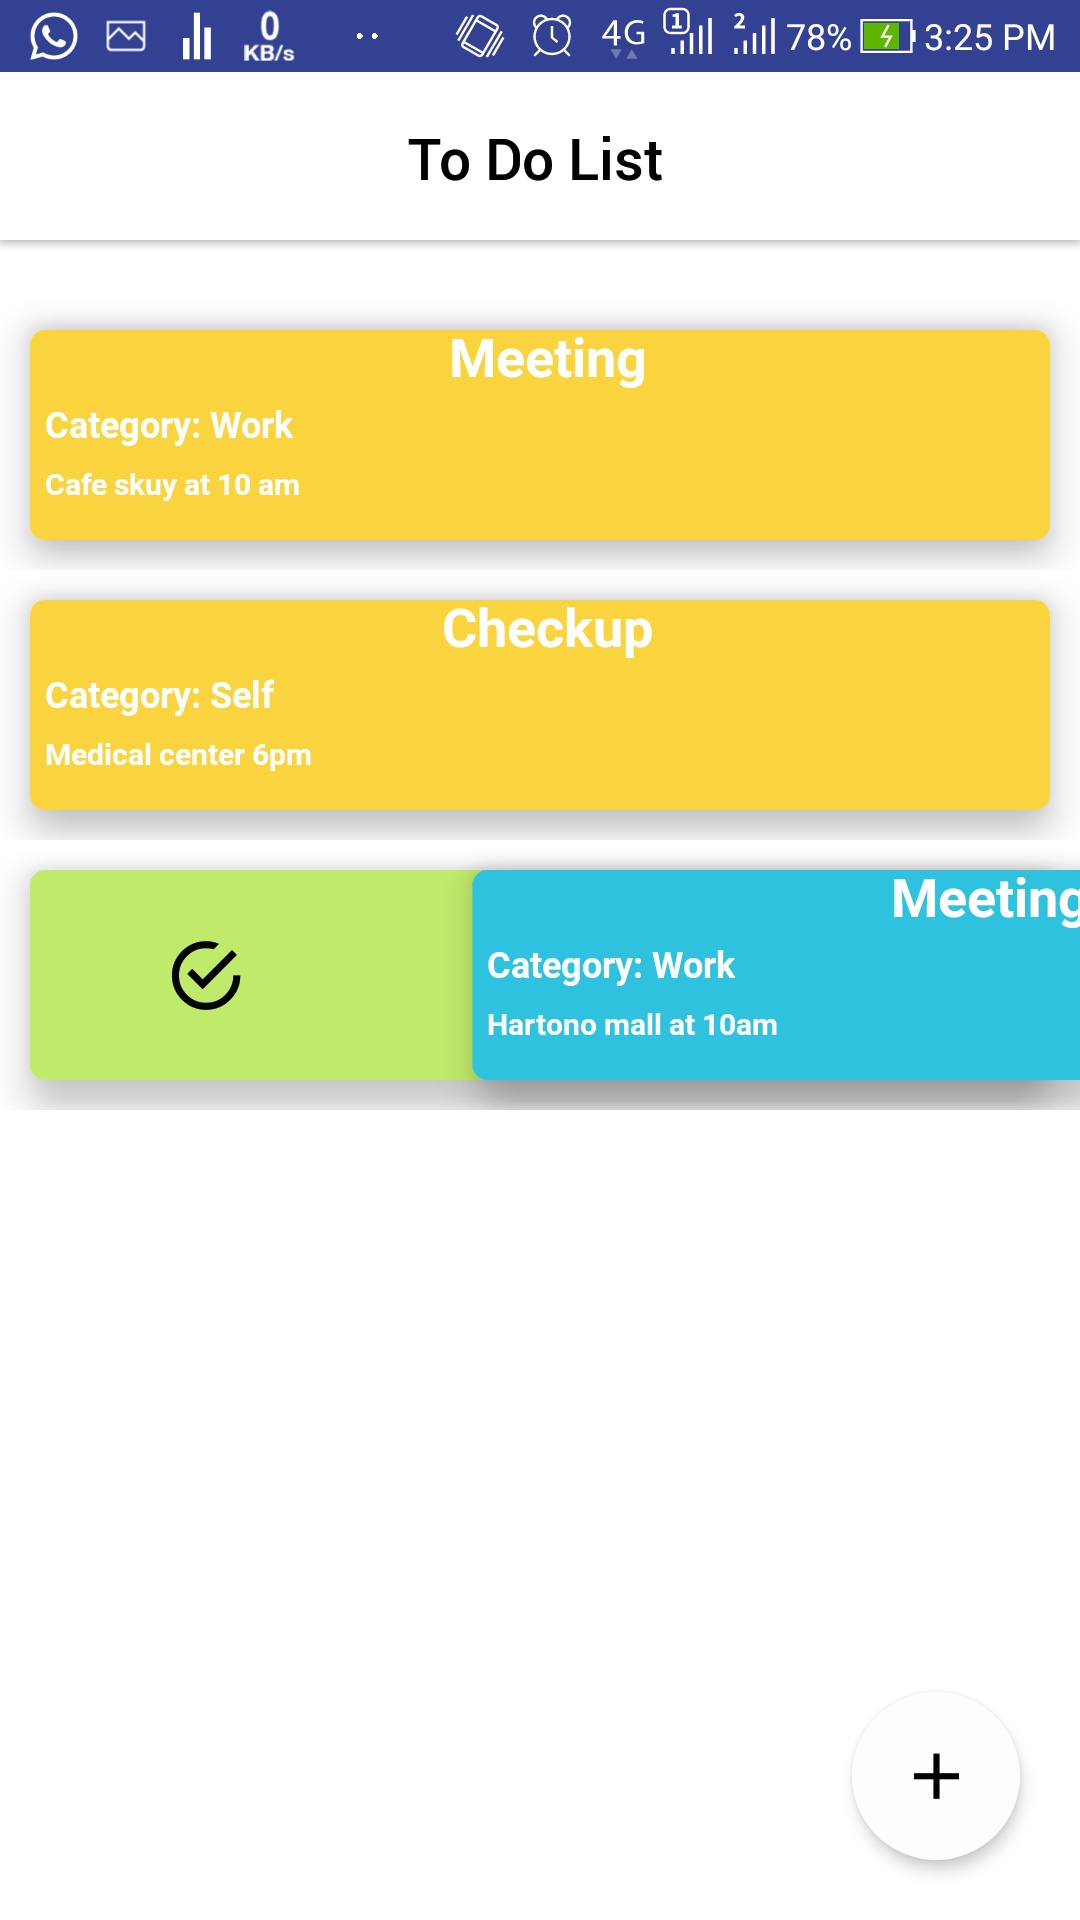 0 KB/s 4G 1 2 78% 3:25 PM
To Do List
Meeting
Category: Work
Cafe skuy at 10 am
Checkup
Category: Self
Medical center 6pm
Meeting
Category: Work
Hartono mall at 10am